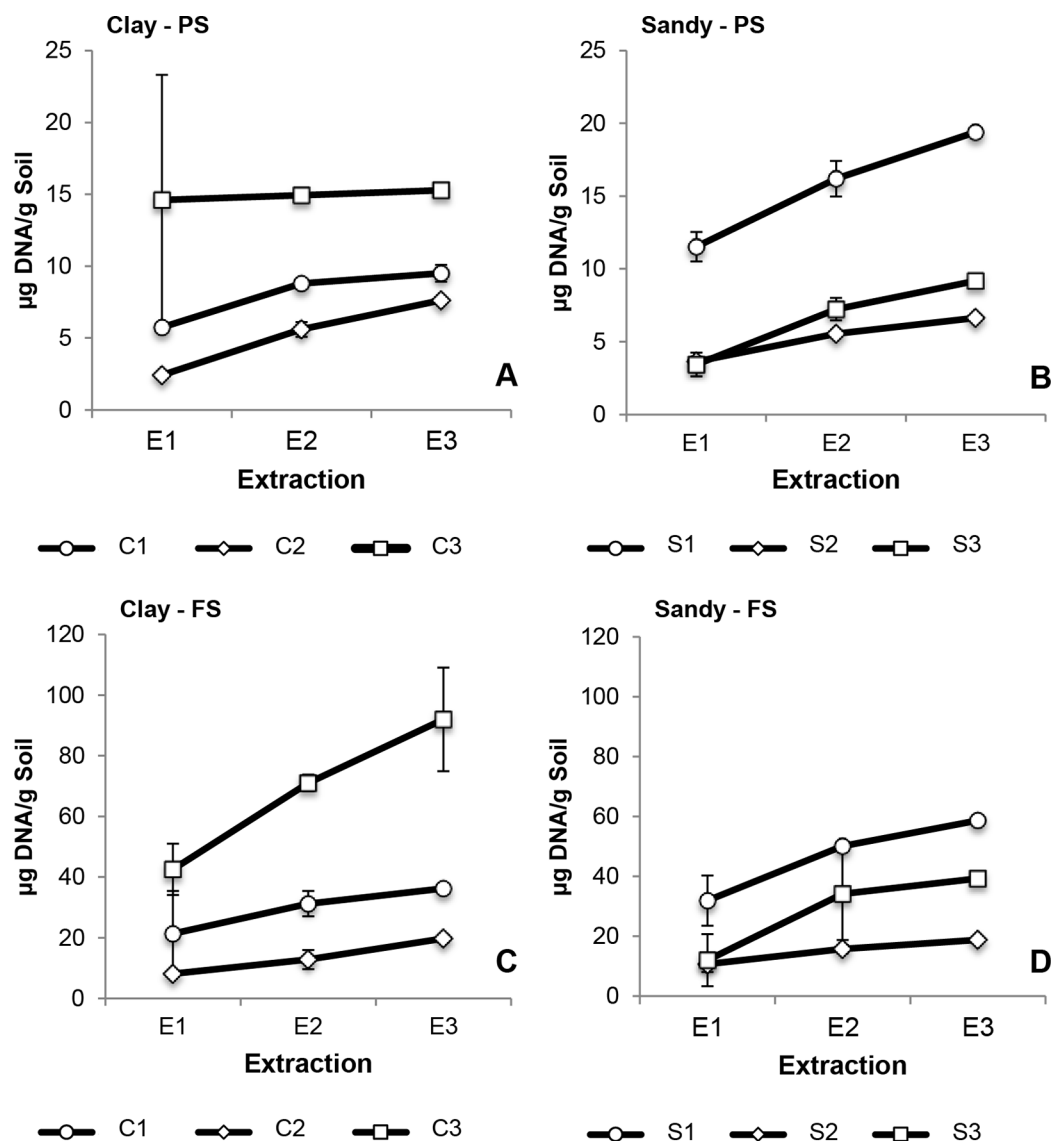 Clay - PS
25
20
15
10
5
0
µg DNA/g Soil
E1 E2 E3
Extraction
A
C1 C2 C3
Sandy - PS
25
20
15
10
5
0
µg DNA/g Soil
E1 E2 E3
Extraction
B
S1 S2 S3
Clay - FS
120
100
80
60
40
20
0
µg DNA/g Soil
E1 E2 E3
Extraction
C
C1 C2 C3
Sandy - FS
120
100
80
60
40
20
0
µg DNA/g Soil
E1 E2 E3
Extraction
D
S1 S2 S3